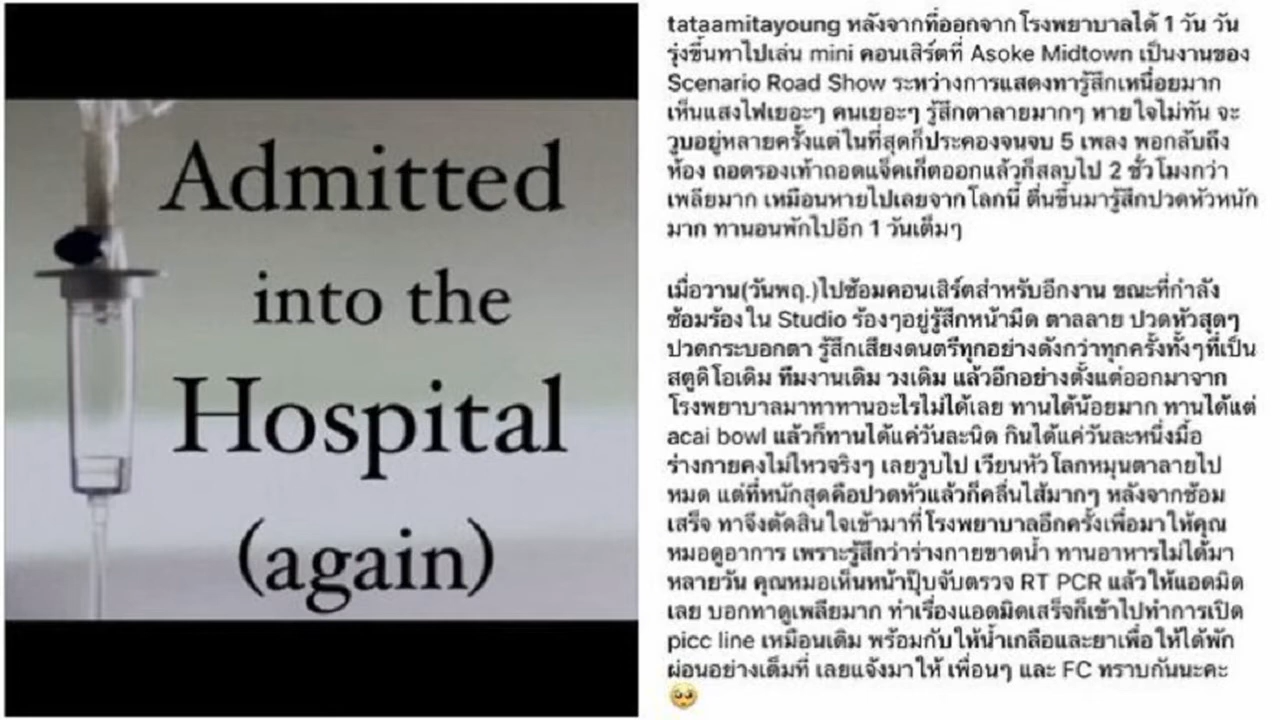 Admitted
into the
Hospital
(again)
tataamitayoung หลังจากที่ออกจากโรงพยาบาลได้ 1 วัน วัน
รุ่งขึ้นทาไปเล่น mini คอนเสิร์ตที่ Asoke Midtown เป็นงานของ
Scenario Road Show ระหว่างการแสดงทารู้สึกเหนื่อยมาก
เห็นแสงไฟเยอะๆ คนเยอะๆ รู้สึกตาลายมากๆ หายใจไม่ทัน จะ
วูบอยู่หลายครั้งแต่ในที่สุดก็ประคองจนจบ 5 เพลง พอกลับถึง
ห้อง ถอดรองเท้าถอดแจ็คเก็ตออกแล้วก็สลบไป 2 ชั่วโมงกว่า
เพลียมาก เหมือนหายไปเลยจากโลกนี้ ตื่นขึ้นมารู้สึกปวดหัวหนัก
มาก ทานอนพักไปอีก 1 วันเต็มๆ
เมื่อวาน(วันพฤ.)ไปซ้อมคอนเสิร์ตสำหรับอีกงาน ขณะที่กำลัง
ซ้อมร้องใน Studio ร้องๆอยู่รู้สึกหน้ามืด ตาลลาย ปวดหัวสุดๆ
ปวดกระบอกตา รู้สึกเสียงดนตรีทุกอย่างดังกว่าทุกครั้งทั้งๆที่เป็น
สตูดิโอเดิม ทีมงานเดิม วงเดิม แล้วอีกอย่างตั้งแต่ออกมาจาก
โรงพยาบาลมาทาทานอะไรไม่ได้เลย ทานได้น้อยมาก ทานได้แต่
acai bowl แล้วก็ทานได้แค่วันละนิด กินได้แค่วันละหนึ่งมื้อ
ร่างกายคงไม่ไหวจริงๆ เลยวูบไป เวียนหัวโลกหมุนตาลายไป
หมด แต่ที่หนักสุดคือปวดหัวแล้วก็คลื่นไส้มากๆ หลังจากซ้อม
เสร็จ ทาจึงตัดสินใจเข้ามาที่โรงพยาบาลอีกครั้งเพื่อมาให้คุณ
หมอดูอาการ เพราะรู้สึกว่าร่างกายขาดน้ำ ทานอาหารไม่ได้มา
หลายวัน คุณหมอเห็นหน้าปุ๊บจับตรวจ RT PCR แล้วให้แอดมิด
เลย บอกทาดูเพลียมาก ทำเรื่องแอดมิดเสร็จก็เข้าไปทำการเปิด
picc line เหมือนเดิม พร้อมกับให้น้ำเกลือและยาเพื่อให้ได้พัก
ผ่อนอย่างเต็มที่ เลยแจ้งมาให้ เพื่อนๆ และ FC ทราบกันนะคะ
🥺